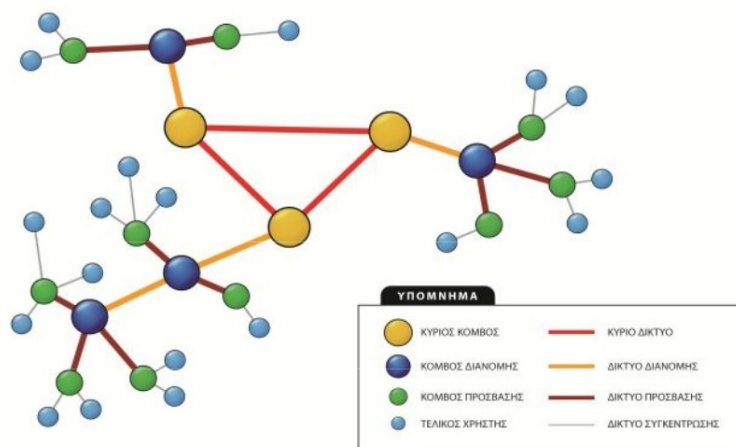 ΥΠΟΜΝΗΜΑ
ΚΥΡΙΟΣ ΚΟΜΒΟΣ
ΚΥΡΙΟ ΔΙΚΤΥΟ
ΚΟΜΒΟΣ ΔΙΑΝΟΜΗΣ
ΔΙΚΤΥΟ ΔΙΑΝΟΜΗΣ
ΚΟΜΒΟΣ ΠΡΟΣΒΑΣΗΣ
ΔΙΚΤΥΟ ΠΡΟΣΒΑΣΗΣ
ΤΕΛΙΚΟΣ ΧΡΗΣΤΗΣ
ΔΙΚΤΥΟ ΣΥΓΚΕΝΤΡΩΣΗΣ